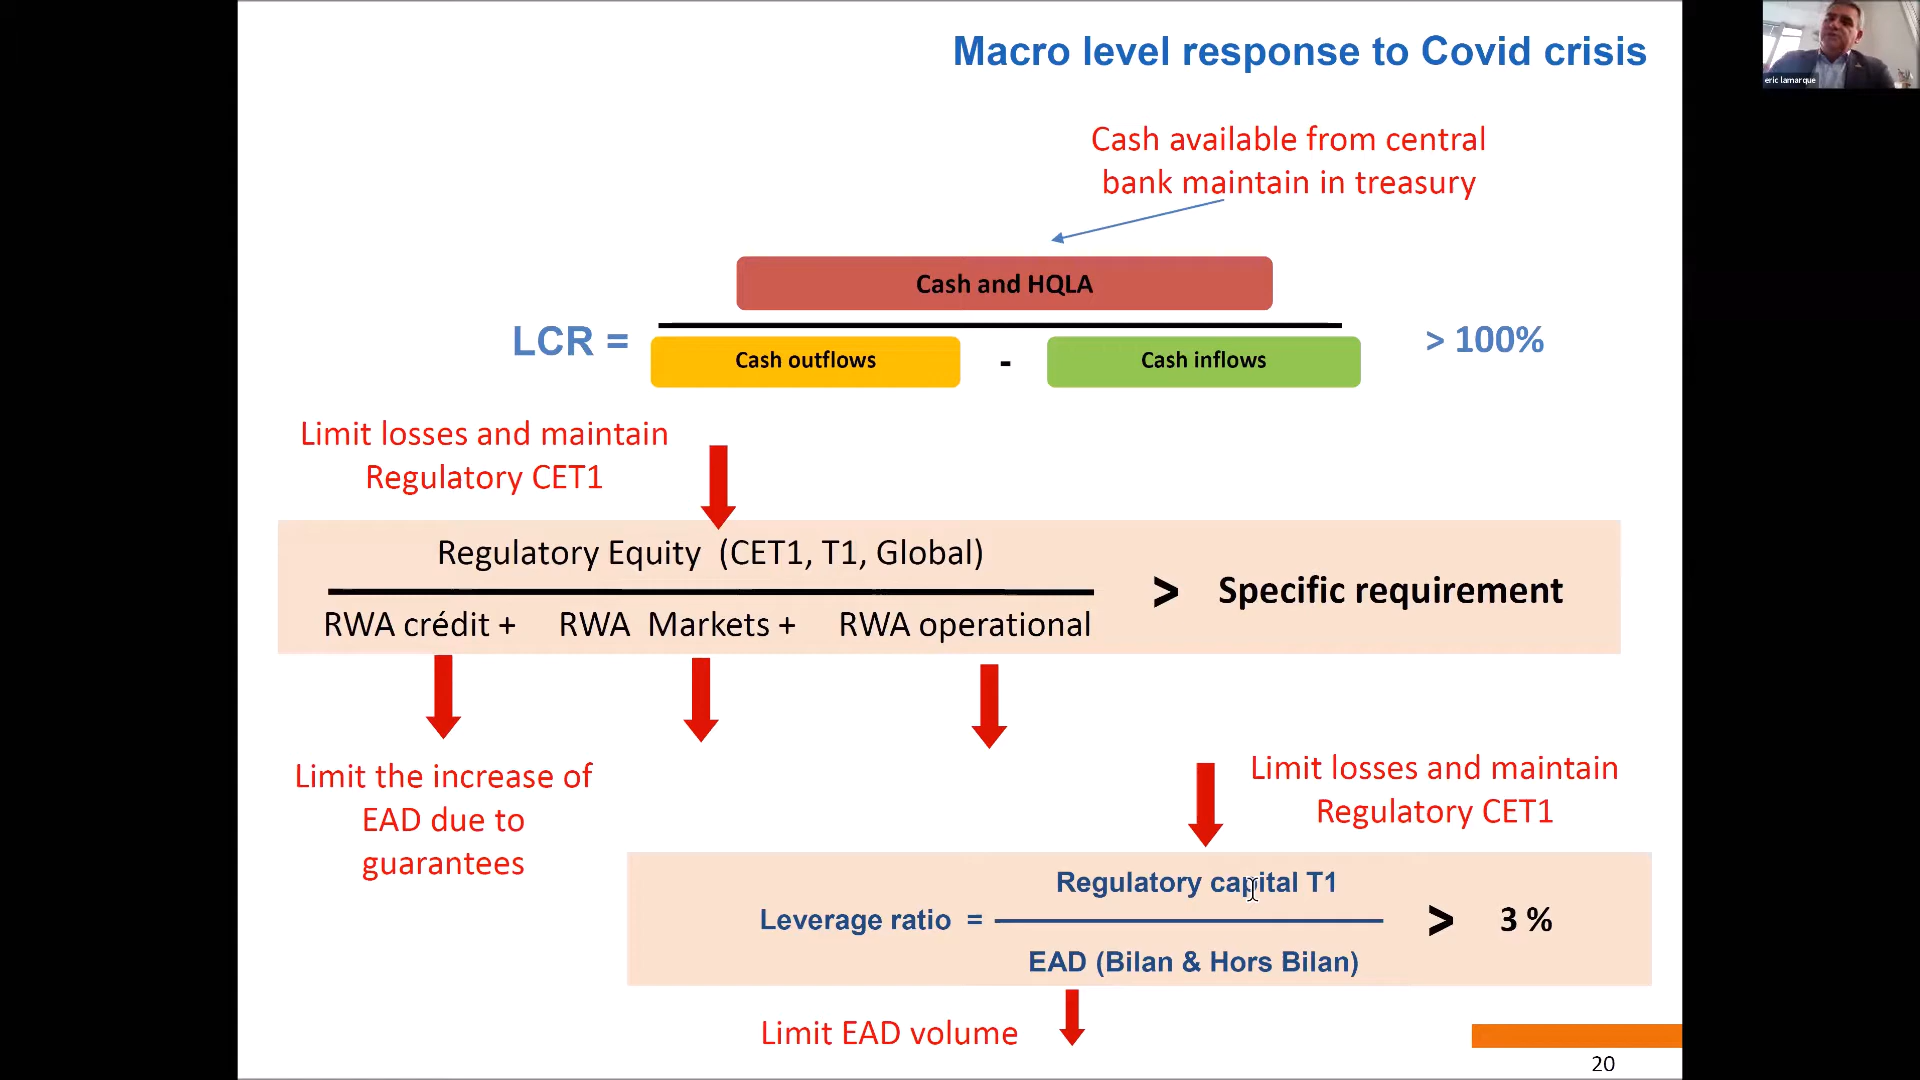 Macro level response to Covid crisis
eric lamarque
Cash available from central
bank maintain in treasury
Cash and HQLA
LCR =
> 100%
Cash outflows - Cash inflows
Limit losses and maintain
Regulatory CET1
Regulatory Equity (CET1, T1, Global)
> Specific requirement
RWA crédit + RWA Markets + RWA operational
Limit the increase of
EAD due to
guarantees
Limit losses and maintain
Regulatory CET1
Regulatory capital T1
Leverage ratio =
> 3 %
EAD (Bilan & Hors Bilan)
Limit EAD volume
20